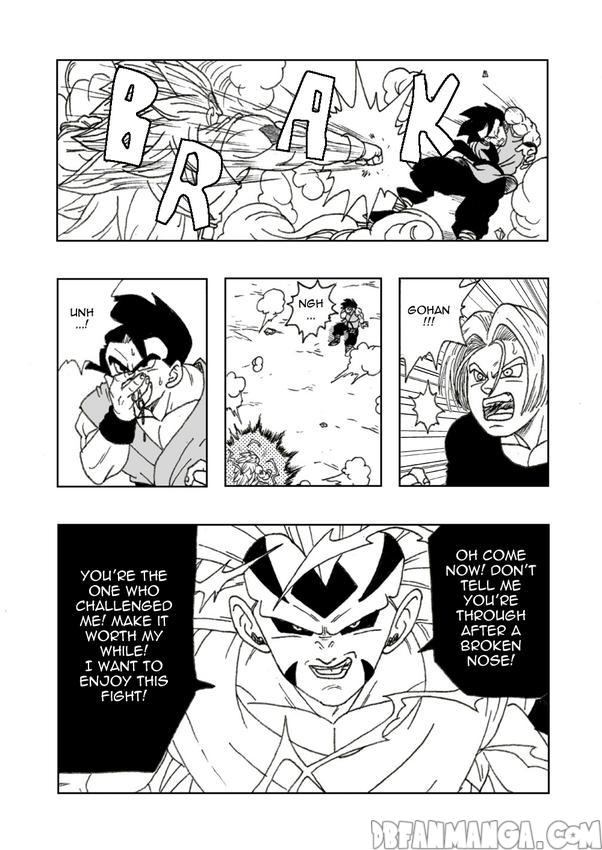 BRAK
GOHAN
!!!
NGH
...
UNH
...!
OH COME
NOW! DON'T
TELL ME
YOU'RE
THROUGH
AFTER A
BROKEN
NOSE!
YOU'RE THE
ONE WHO
CHALLENGED
ME! MAKE IT
WORTH MY
WHILE!
I WANT TO
ENJOY THIS
FIGHT!
DBFANMANGA.COM